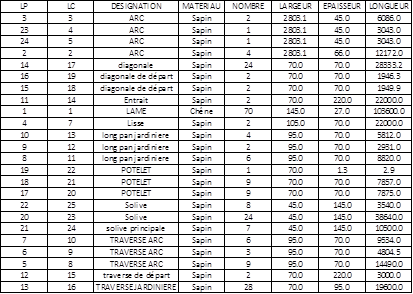 LP LC DESIGNATION MATERIAU NOMBRE LARGEUR EPAISSEUR LONGUEUR
3 3 ARC Sapin 2 2803.1 45.0 6086.0
23 4 ARC Sapin 1 2803.1 45.0 3043.0
24 5 ARC Sapin 1 2803.1 45.0 3043.0
2 2 ARC Sapin 4 2803.1 66.0 12172.0
14 17 diagonale Sapin 24 70.0 70.0 28333.2
16 19 diagonale de départ Sapin 2 70.0 70.0 1946.3
15 18 diagonale de départ Sapin 2 70.0 70.0 1949.9
11 14 Entrait Sapin 2 70.0 220.0 22000.0
1 1 LAME Chêne 70 145.0 27.0 103600.0
4 7 Lisse Sapin 2 105.0 70.0 22000.0
10 13 long pan jardiniere Sapin 4 95.0 70.0 5812.0
9 12 long pan jardiniere Sapin 2 95.0 70.0 2931.0
8 11 long pan jardiniere Sapin 6 95.0 70.0 8820.0
19 22 POTELET Sapin 1 70.0 1.3 2.9
18 21 POTELET Sapin 9 70.0 70.0 7857.0
17 20 POTELET Sapin 9 70.0 70.0 7875.0
22 25 Solive Sapin 8 45.0 145.0 3540.0
20 23 Solive Sapin 24 45.0 145.0 38640.0
21 24 solive principale Sapin 7 45.0 145.0 10500.0
7 10 TRAVERSE ARC Sapin 6 95.0 70.0 9534.0
6 9 TRAVERSE ARC Sapin 3 95.0 70.0 4804.5
5 8 TRAVERSE ARC Sapin 9 95.0 70.0 14490.0
12 15 traverse de départ Sapin 2 70.0 220.0 3000.0
13 16 TRAVERSE JARDINIERE Sapin 28 70.0 95.0 19600.0